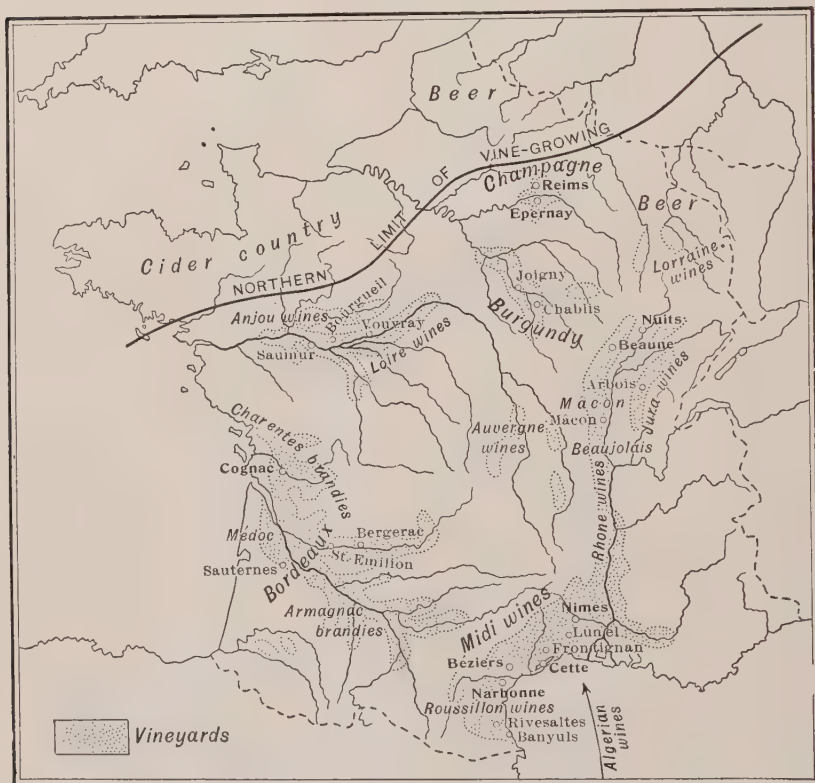 Beer
NORTHERN LIMIT OF VINE-GROWING
Champagne
Reims
Epernay
Beer
Cider country
Lorraine
wines
Joigny
Chablis
Burgundy
Anjou wines
Bourgueil
Vouvray
Saumur
Loire wines
Nuits
Beaune
Arbois
Jura wines
Mâcon
Mâcon
Beaujolais
Auvergne
wines
Charentes brandies
Cognac
Rhone wines
Médoc
Bergerac
St. Emilion
Sauternes
Bordeaux
Armagnac
brandies
Midi wines
Nimes
Lunel
Frontignan
Beziers
Cette
Narbonne
Roussillon wines
Rivesaltes
Banyuls
Algerian
wines
Vineyards